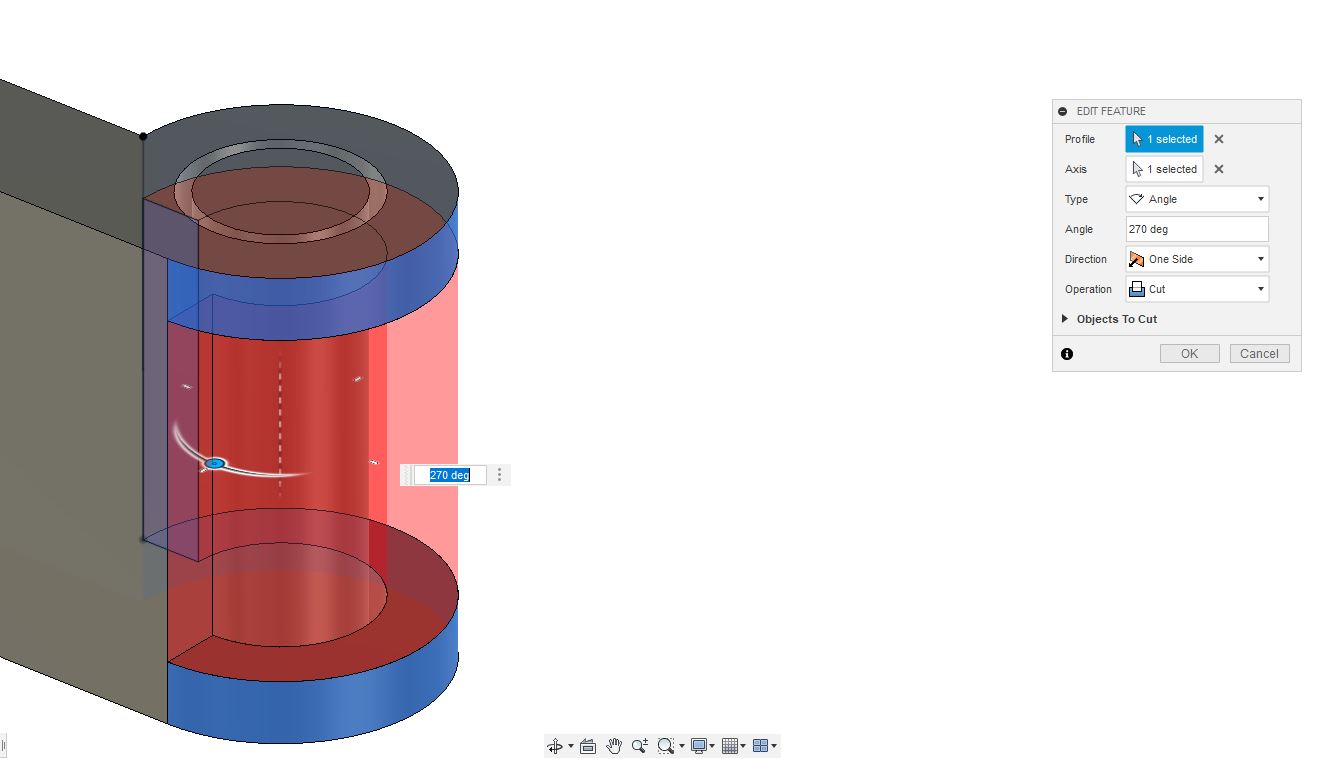 EDIT FEATURE
Profile 1 selected
Axis 1 selected
Type Angle
Angle 270 deg
Direction One Side
Operation Cut
Objects To Cut
OK Cancel
270 deg